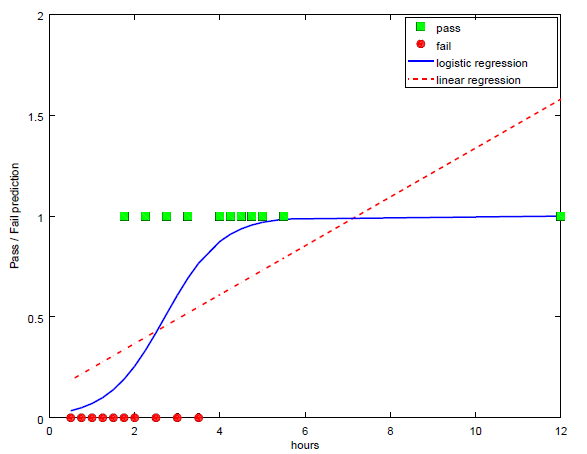 2
pass
fail
logistic regression
linear regression
1.5
1
Pass / Fail prediction
0.5
0
0 2 4 6 8 10 12
hours